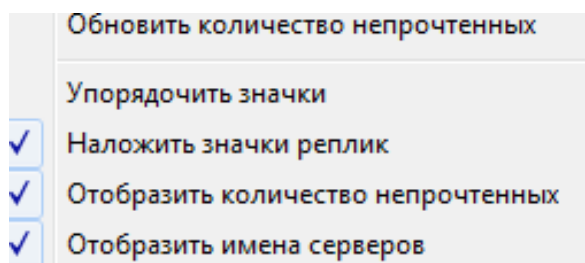 Обновить количество непрочтенных
Упорядочить значки
Наложить значки реплик
Отобразить количество непрочтенных
Отобразить имена серверов